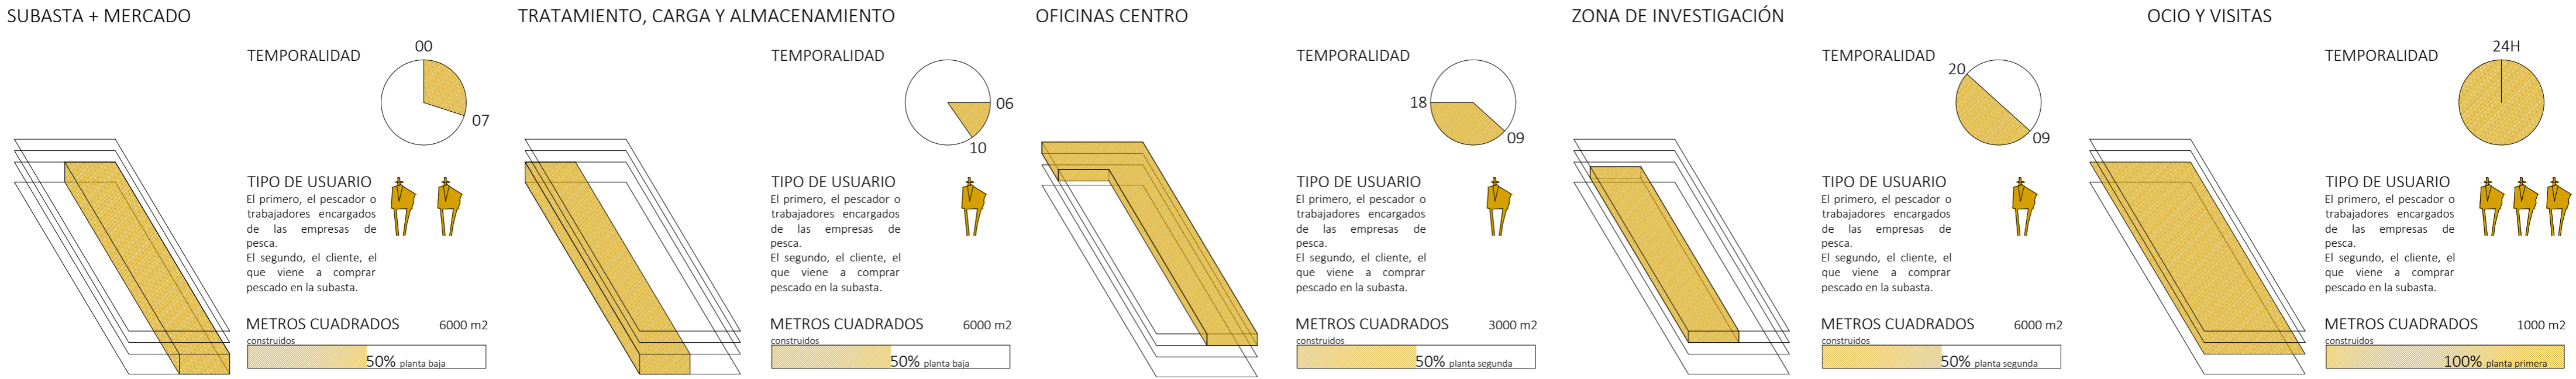 SUBASTA + MERCADO
TEMPORALIDAD
00
07
TIPO DE USUARIO
El primero, el pescador o
trabajadores encargados
de las empresas de
pesca.
El segundo, el cliente, el
que viene a comprar
pescado en la subasta.
METROS CUADRADOS 6000 m2
construidos
50% planta baja
TRATAMIENTO, CARGA Y ALMACENAMIENTO
TEMPORALIDAD
06
10
TIPO DE USUARIO
El primero, el pescador o
trabajadores encargados
de las empresas de
pesca.
El segundo, el cliente, el
que viene a comprar
pescado en la subasta.
METROS CUADRADOS 6000 m2
construidos
50% planta baja
OFICINAS CENTRO
TEMPORALIDAD
18
09
TIPO DE USUARIO
El primero, el pescador o
trabajadores encargados
de las empresas de
pesca.
El segundo, el cliente, el
que viene a comprar
pescado en la subasta.
METROS CUADRADOS 3000 m2
construidos
50% planta segunda
ZONA DE INVESTIGACIÓN
TEMPORALIDAD
20
09
TIPO DE USUARIO
El primero, el pescador o
trabajadores encargados
de las empresas de
pesca.
El segundo, el cliente, el
que viene a comprar
pescado en la subasta.
METROS CUADRADOS 6000 m2
construidos
50% planta segunda
OCIO Y VISITAS
TEMPORALIDAD
24H
TIPO DE USUARIO
El primero, el pescador o
trabajadores encargados
de las empresas de
pesca.
El segundo, el cliente, el
que viene a comprar
pescado en la subasta.
METROS CUADRADOS 1000 m2
construidos
100% planta primera